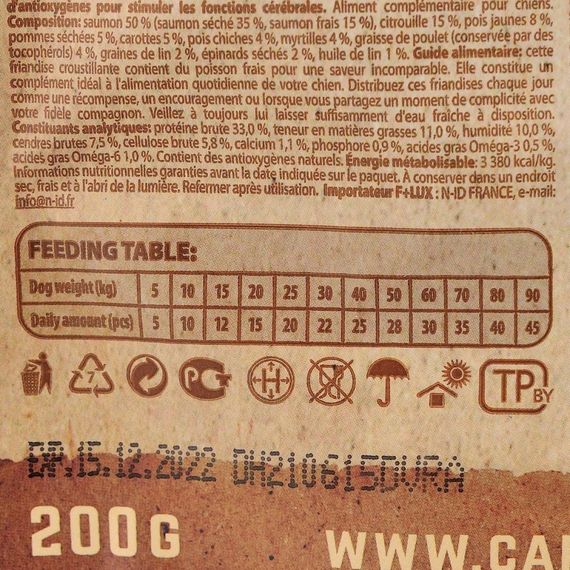 d'antioxygènes pour stimuler les fonctions cérébrales. Aliment complémentaire pour chiens.
Composition: saumon 50 % (saumon séché 35 %, saumon frais 15 %), citrouille 15 %, pois jaunes 8 %,
pommes séchées 5 %, carottes 5 %, pois chiches 4 %, myrtilles 4 %, graisse de poulet (conservée par des
tocophérols) 4 %, graines de lin 2 %, épinards séchés 2 %, huile de lin 1 %. Guide alimentaire: cette
friandise croustillante contient du poisson frais pour une saveur incomparable. Elle constitue un
complément idéal à l'alimentation quotidienne de votre chien. Distribuez ces friandises chaque jour
comme une récompense, un encouragement ou lorsque vous partagez un moment de complicité avec
votre fidèle compagnon. Veillez à toujours lui laisser suffisamment d'eau fraîche à disposition.
Constituants analytiques: protéine brute 33,0 %, teneur en matières grasses 11,0 %, humidité 10,0 %,
cendres brutes 7,5 %, cellulose brute 5,8 %, calcium 1,1 %, phosphore 0,9 %, acides gras Oméga-3 0,5 %,
acides gras Oméga-6 1,0 %. Contient des antioxygènes naturels. Énergie métabolisable: 3 380 kcal/kg.
Informations nutritionnelles garanties avant la date indiquée sur le paquet. À conserver dans un endroit
sec, frais et à l'abri de la lumière. Refermer après utilisation. Importateur F+LUX : N-ID FRANCE, e-mail:
info@n-id.fr
FEEDING TABLE:
Dog weight (kg) 5 10 15 20 25 30 40 50 60 70 80 90
Daily amount (pcs) 5 10 12 15 20 22 25 28 30 35 40 45
7 PG H TP BY
EXP.15.12.2022 OH210615DURA
200G
WWW.CA